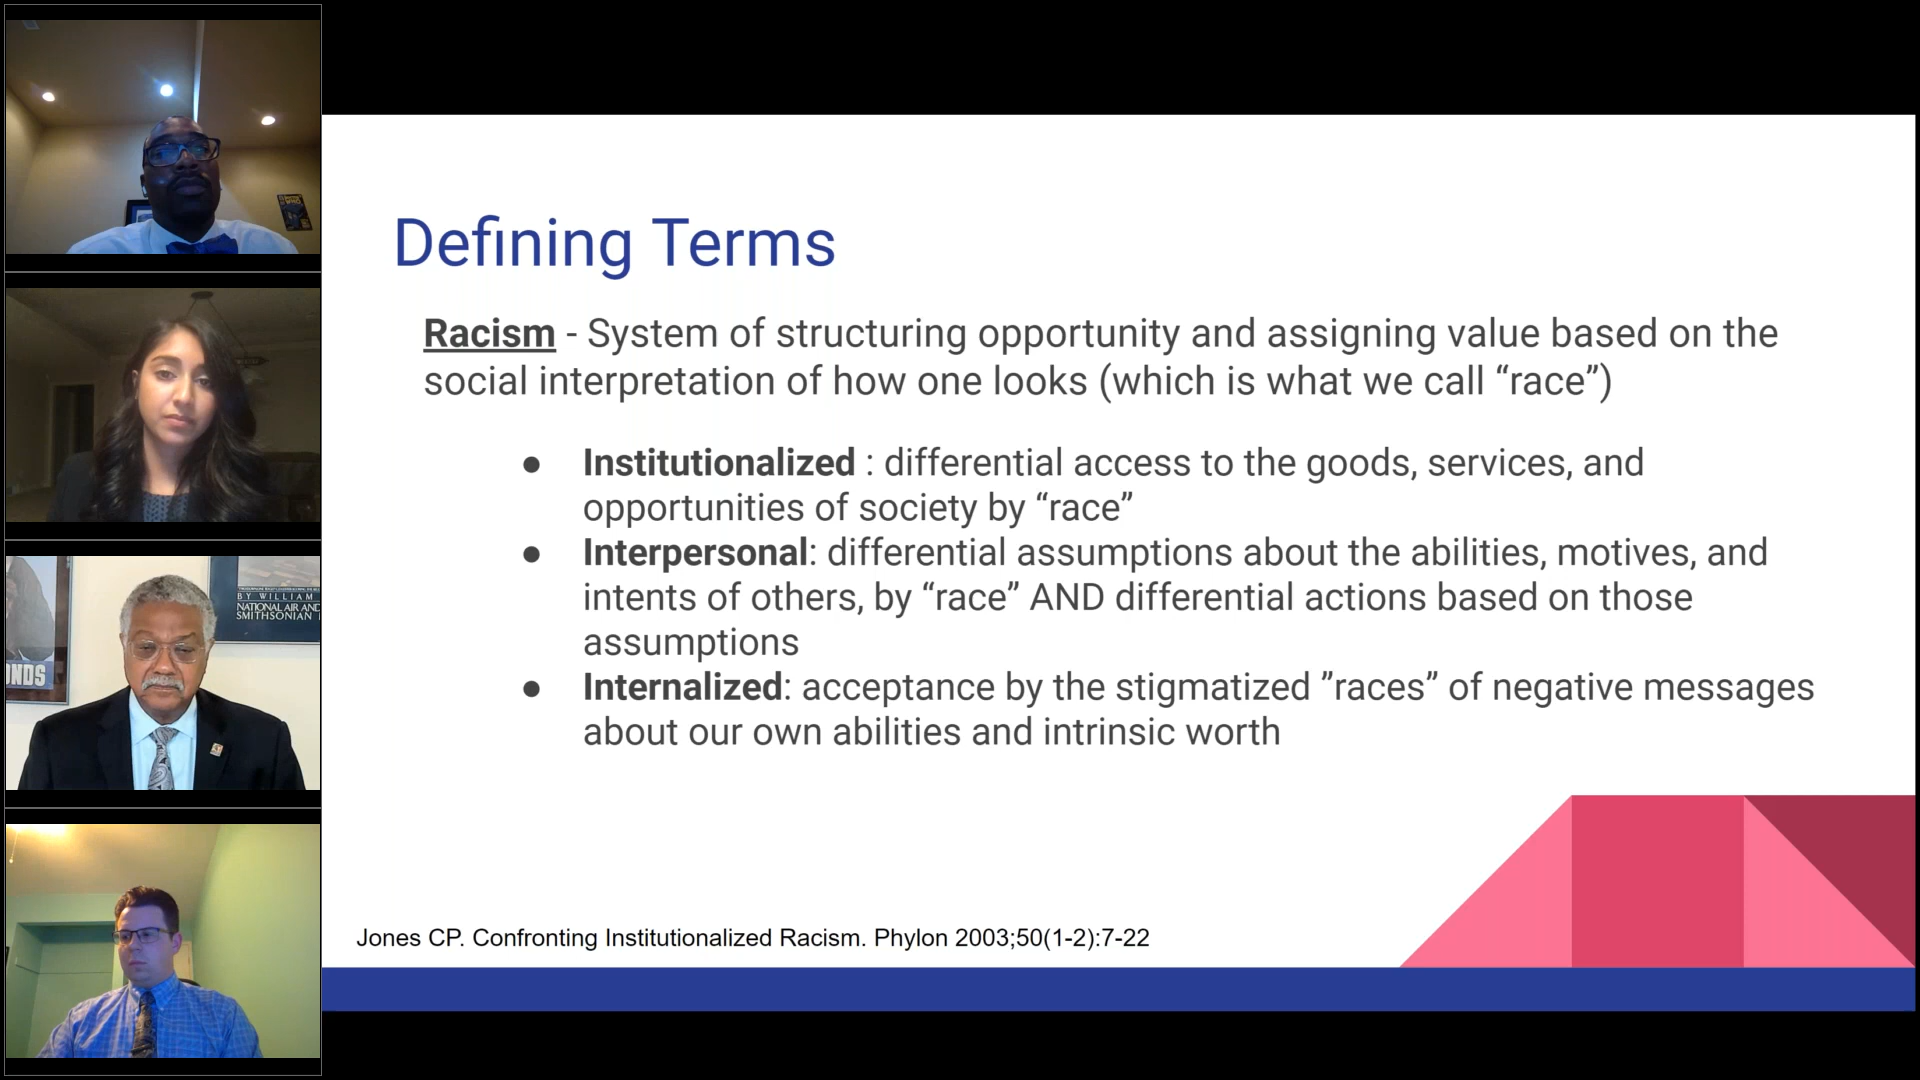 BY WILLIAM
NATIONAL AIR AND
SMITHSONIAN
ONDS
Defining Terms
Racism - System of structuring opportunity and assigning value based on the
social interpretation of how one looks (which is what we call “race”)
● Institutionalized : differential access to the goods, services, and
opportunities of society by “race”
● Interpersonal: differential assumptions about the abilities, motives, and
intents of others, by “race” AND differential actions based on those
assumptions
● Internalized: acceptance by the stigmatized ”races” of negative messages
about our own abilities and intrinsic worth
Jones CP. Confronting Institutionalized Racism. Phylon 2003;50(1-2):7-22